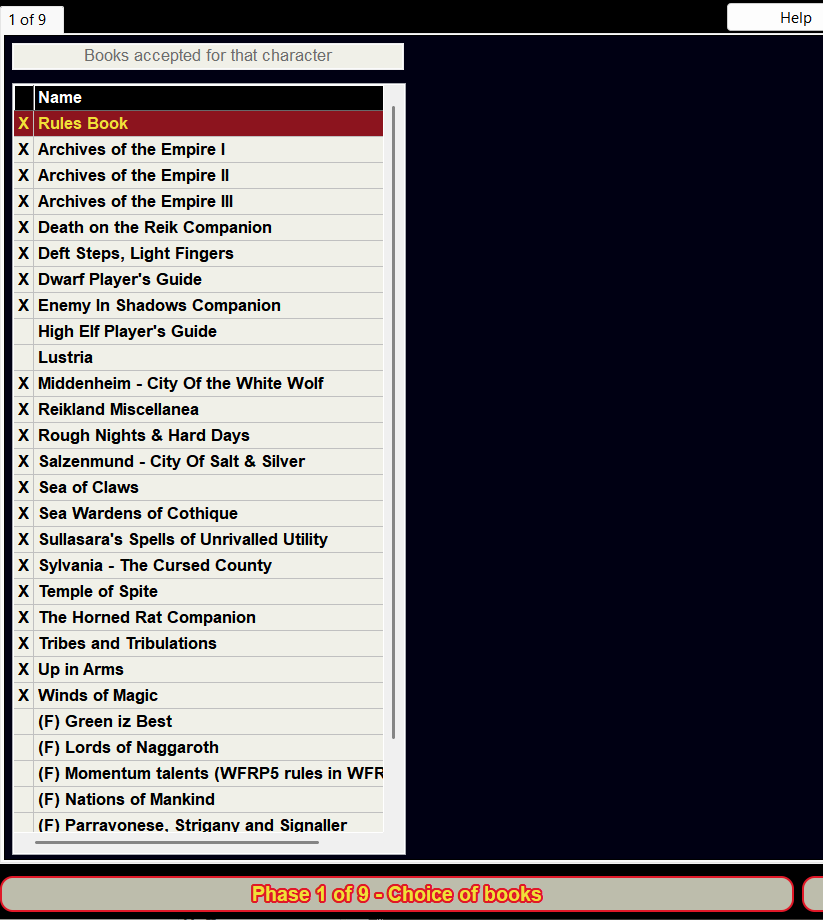 1 of 9
Help
Books accepted for that character
Name
X Rules Book
X Archives of the Empire I
X Archives of the Empire II
X Archives of the Empire III
X Death on the Reik Companion
X Deft Steps, Light Fingers
X Dwarf Player's Guide
X Enemy In Shadows Companion
High Elf Player's Guide
Lustria
X Middenheim - City Of the White Wolf
X Reikland Miscellanea
X Rough Nights & Hard Days
X Salzenmund - City Of Salt & Silver
X Sea of Claws
X Sea Wardens of Cothique
X Sullasara's Spells of Unrivalled Utility
X Sylvania - The Cursed County
X Temple of Spite
X The Horned Rat Companion
X Tribes and Tribulations
X Up in Arms
X Winds of Magic
(F) Green iz Best
(F) Lords of Naggaroth
(F) Momentum talents (WFRP5 rules in WFR
(F) Nations of Mankind
(F) Parravonese, Strigany and Signaller
Phase 1 of 9 - Choice of books